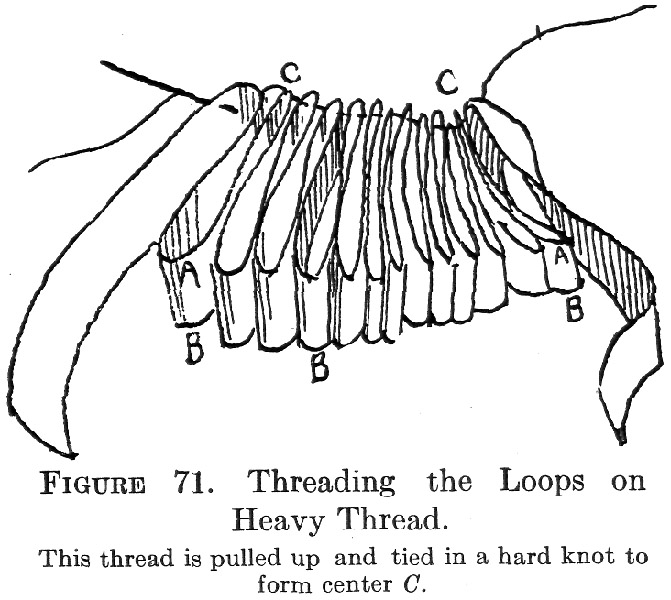 C C
A A
B B
B
FIGURE 71. Threading the Loops on
Heavy Thread.
This thread is pulled up and tied in a hard knot to
form center C.